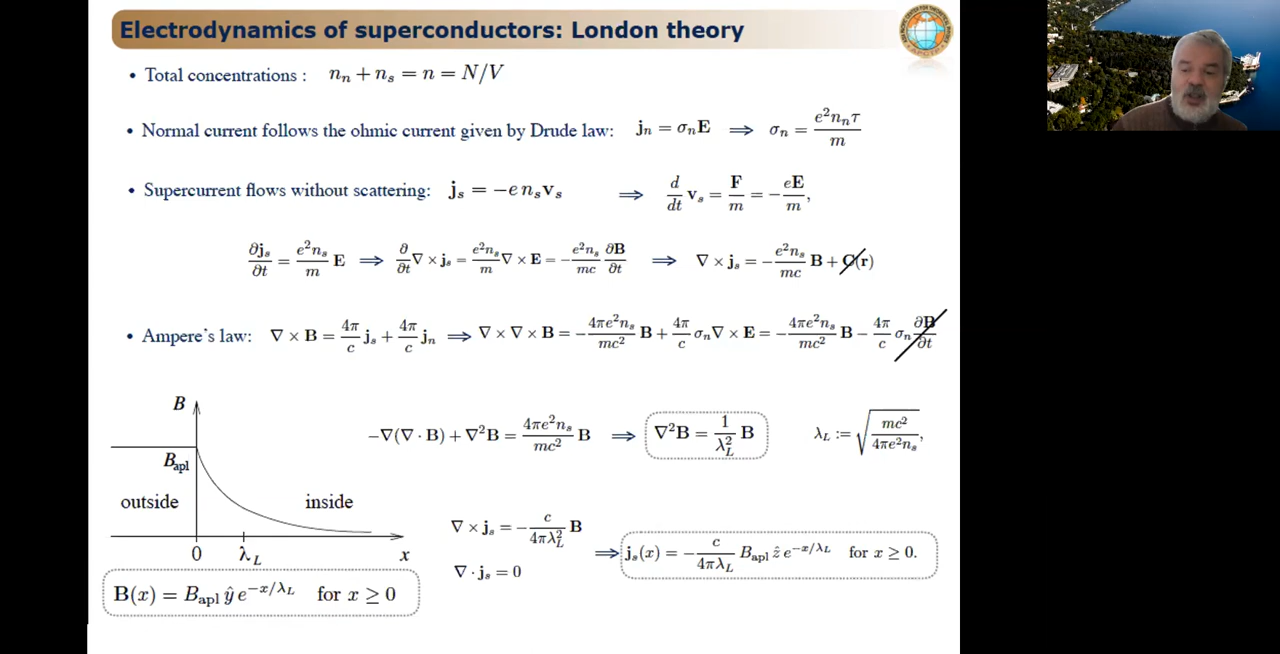 Electrodynamics of superconductors: London theory
• Total concentrations : n_n + n_s = n = N/V
• Normal current follows the ohmic current given by Drude law: j_n = σ_n E ⟹ σ_n = e²n_nτ / m
• Supercurrent flows without scattering: j_s = −e n_s v_s ⟹ d/dt v_s = F/m = −eE/m,
∂j_s/∂t = e²n_s/m E ⟹ ∂/∂t ∇ × j_s = e²n_s/m ∇ × E = −e²n_s/mc ∂B/∂t ⟹ ∇ × j_s = −e²n_s/mc B + C(r)
• Ampere's law: ∇ × B = 4π/c j_s + 4π/c j_n ⟹ ∇ × ∇ × B = −4πe²n_s/mc² B + 4π/c σ_n ∇ × E = −4πe²n_s/mc² B − 4π/c σ_n ∂B/∂t
B
B_apl
outside
inside
0
λ_L
x
−∇(∇ · B) + ∇²B = 4πe²n_s/mc² B ⟹ ∇²B = 1/λ_L² B
λ_L := √(mc²/4πe²n_s),
∇ × j_s = −c/4πλ_L² B
∇ · j_s = 0
⟹ j_s(x) = −c/4πλ_L B_apl ẑ e^{−x/λ_L} for x ≥ 0.
B(x) = B_apl ŷ e^{−x/λ_L} for x ≥ 0